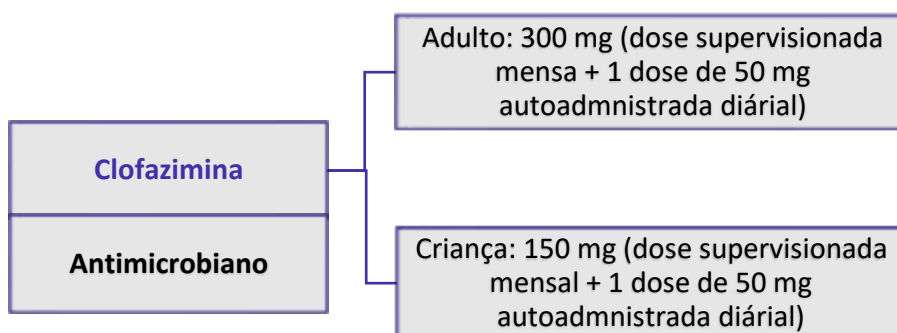 Adulto: 300 mg (dose supervisionada
mensa + 1 dose de 50 mg
autoadmnistrada diárial)
Clofazimina
Antimicrobiano
Criança: 150 mg (dose supervisionada
mensal + 1 dose de 50 mg
autoadmnistrada diárial)